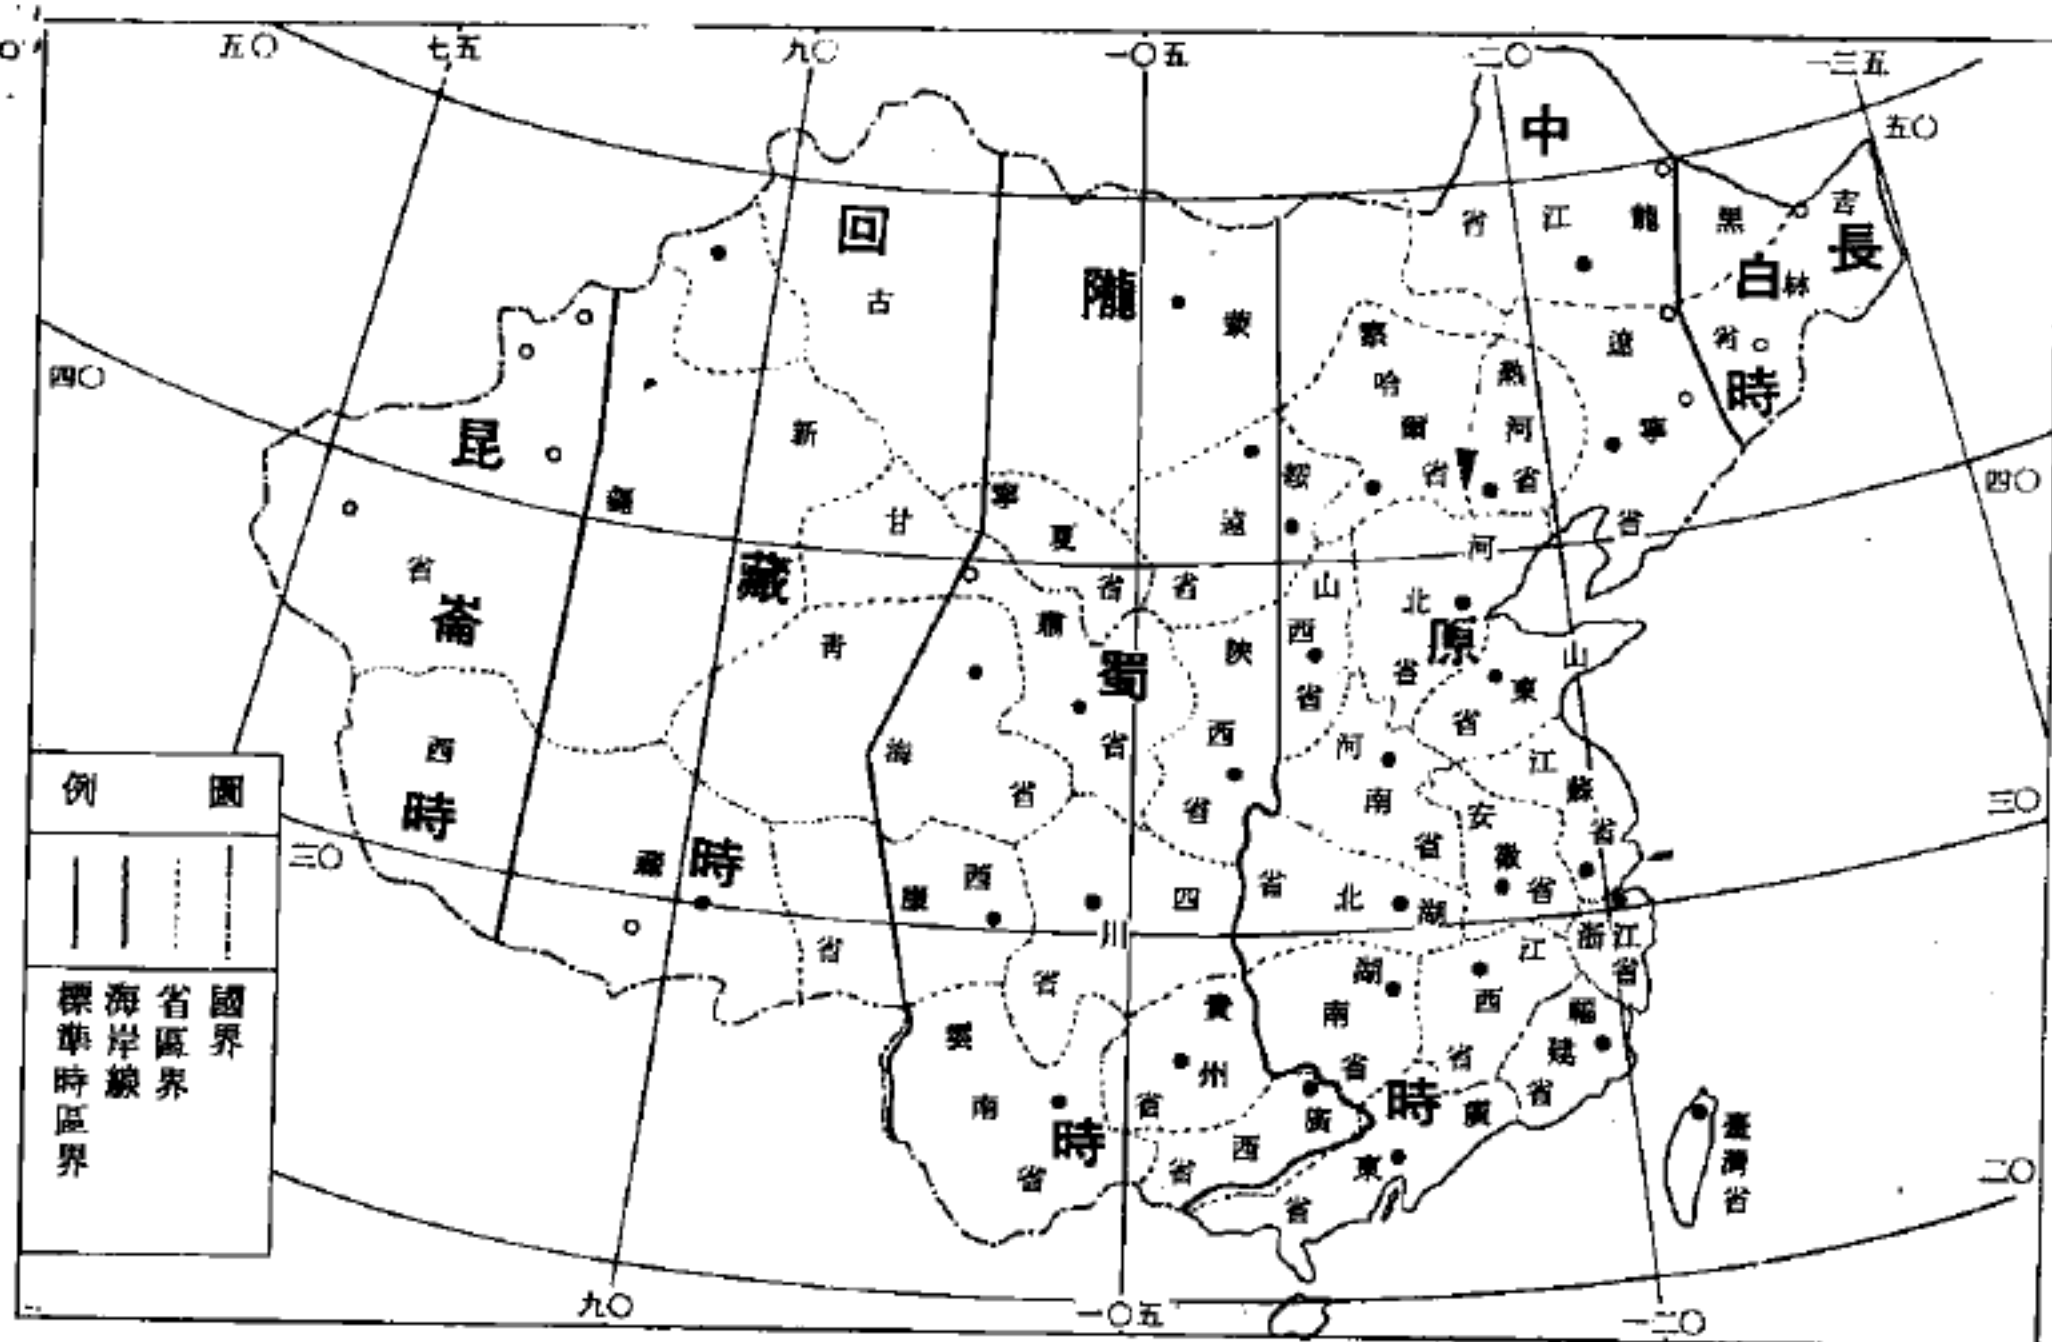 五〇
七五
九〇
一〇五
一二〇
一三五
五〇
四〇
四〇
三〇
三〇
二〇
九〇
一〇五
一二〇
中原時
長白時
隴蜀時
回藏時
昆崙時
蒙古
黑龍江省
吉林省
遼寧省
熱河省
察哈爾省
綏遠省
寧夏省
新疆省
甘肅省
青海省
陝西省
山西省
河北省
山東省
河南省
江蘇省
安徽省
湖北省
四川省
西康省
西藏
浙江省
江西省
湖南省
貴州省
雲南省
廣西省
廣東省
福建省
臺灣省
圖例
國界
省區界
海岸線
標準時區界